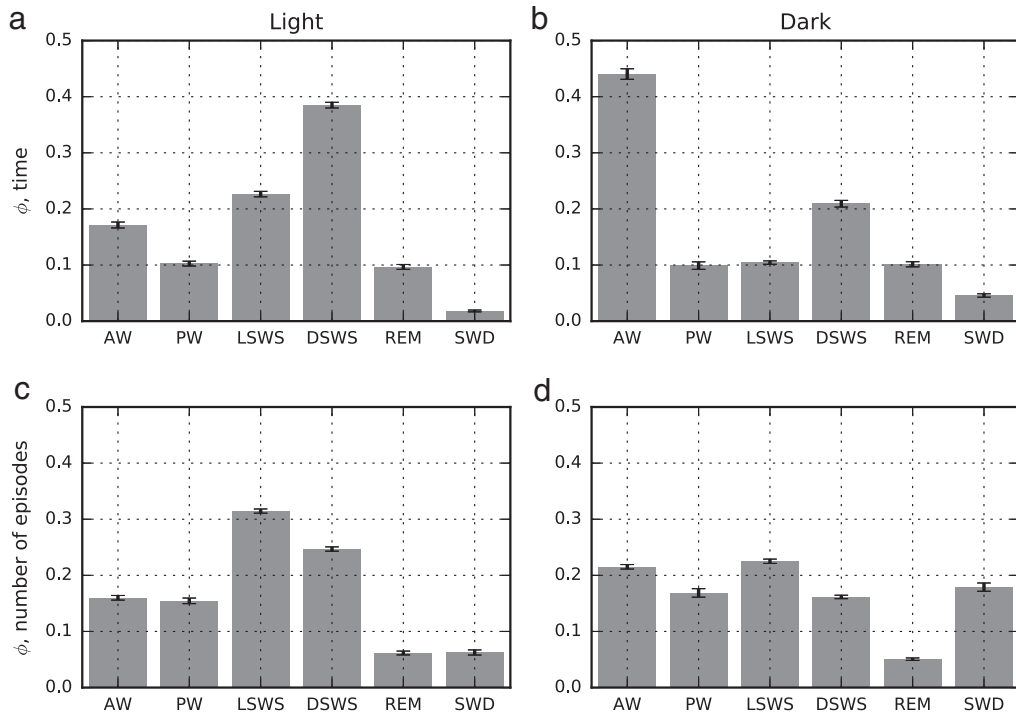 a
Light
b
Dark
0.5
0.4
0.3
0.2
0.1
0.0
ϕ, time
AW PW LSWS DSWS REM SWD
0.5
0.4
0.3
0.2
0.1
0.0
AW PW LSWS DSWS REM SWD
c
0.5
0.4
0.3
0.2
0.1
0.0
ϕ, number of episodes
AW PW LSWS DSWS REM SWD
d
0.5
0.4
0.3
0.2
0.1
0.0
AW PW LSWS DSWS REM SWD